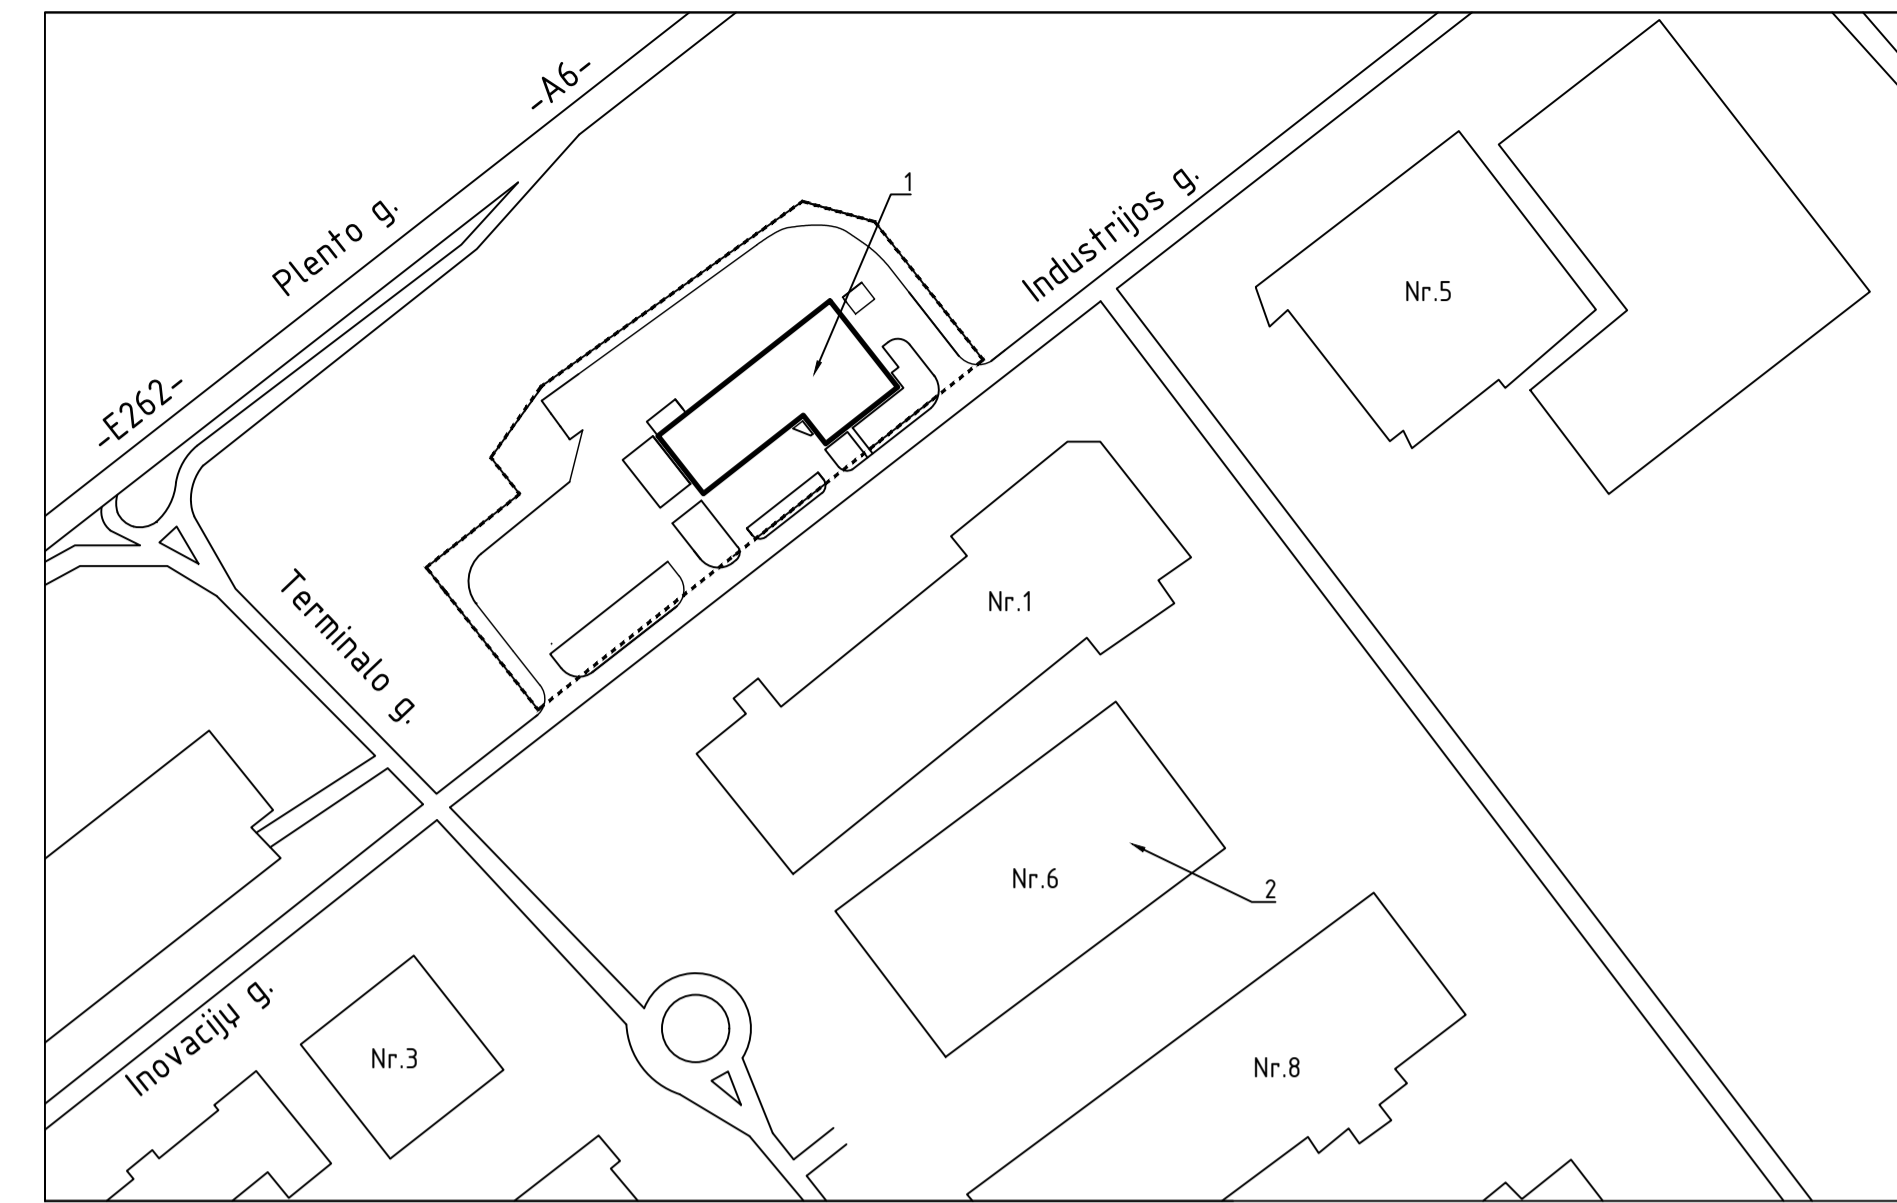 -A6-
1
Industrijos g.
Plento g.
Nr.5
-E262-
Nr.1
Terminalo g.
Nr.6
2
Inovacijų g.
Nr.3
Nr.8